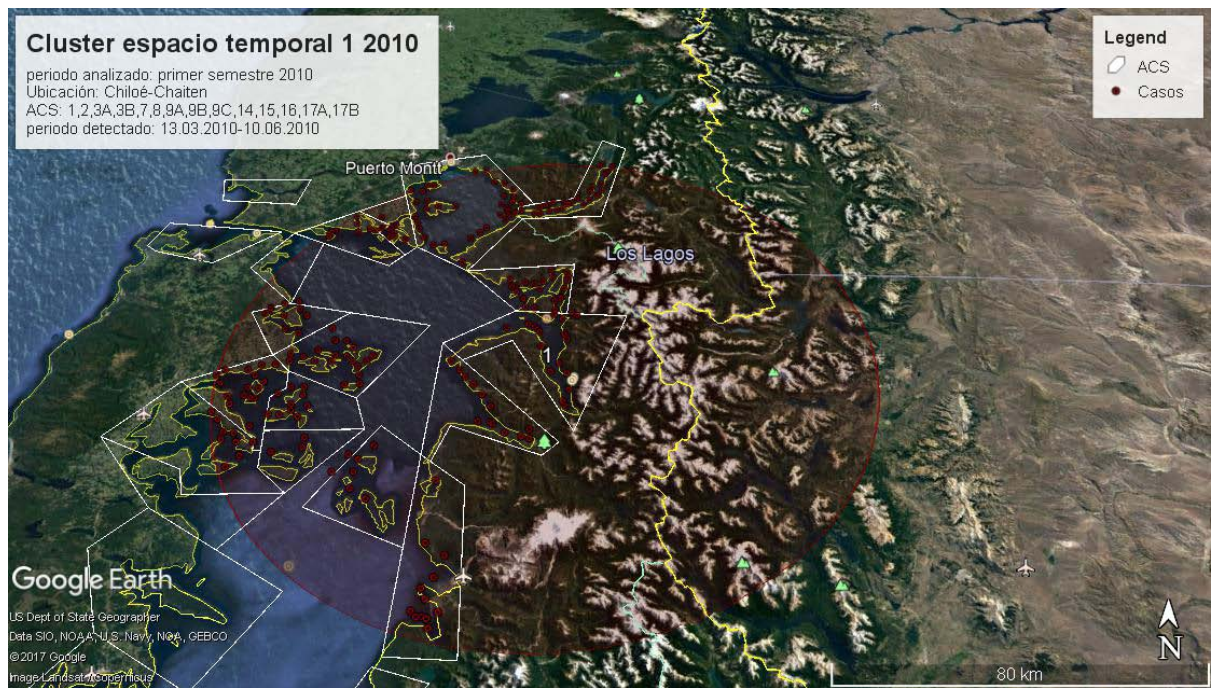 Cluster espacio temporal 1 2010
periodo analizado: primer semestre 2010
Ubicación: Chiloé-Chaiten
ACS: 1,2,3A,3B,7,8,9A,9B,9C,14,15,16,17A,17B
periodo detectado: 13.03.2010-10.06.2010
Legend
ACS
Casos
Puerto Montt
Los Lagos
1
Google Earth
US Dept of State Geographer
Data SIO, NOAA, U.S. Navy, NGA, GEBCO
©2017 Google
Image Landsat / Copernicus
N
80 km